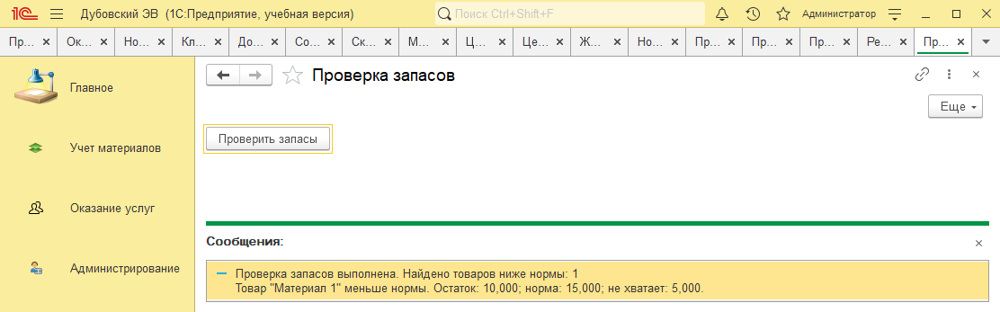 1С Дубовский ЭВ (1С:Предприятие, учебная версия) Поиск Ctrl+Shift+F Администратор
Пр... Ок... Но... Кл... До... Со... Ск... М... Ц... Це... Ж... Но... Пр... Пр... Пр... Ре... Пр...
Проверка запасов
Главное
Еще
Проверить запасы
Учет материалов
Оказание услуг
Сообщения:
Администрирование
Проверка запасов выполнена. Найдено товаров ниже нормы: 1
Товар "Материал 1" меньше нормы. Остаток: 10,000; норма: 15,000; не хватает: 5,000.